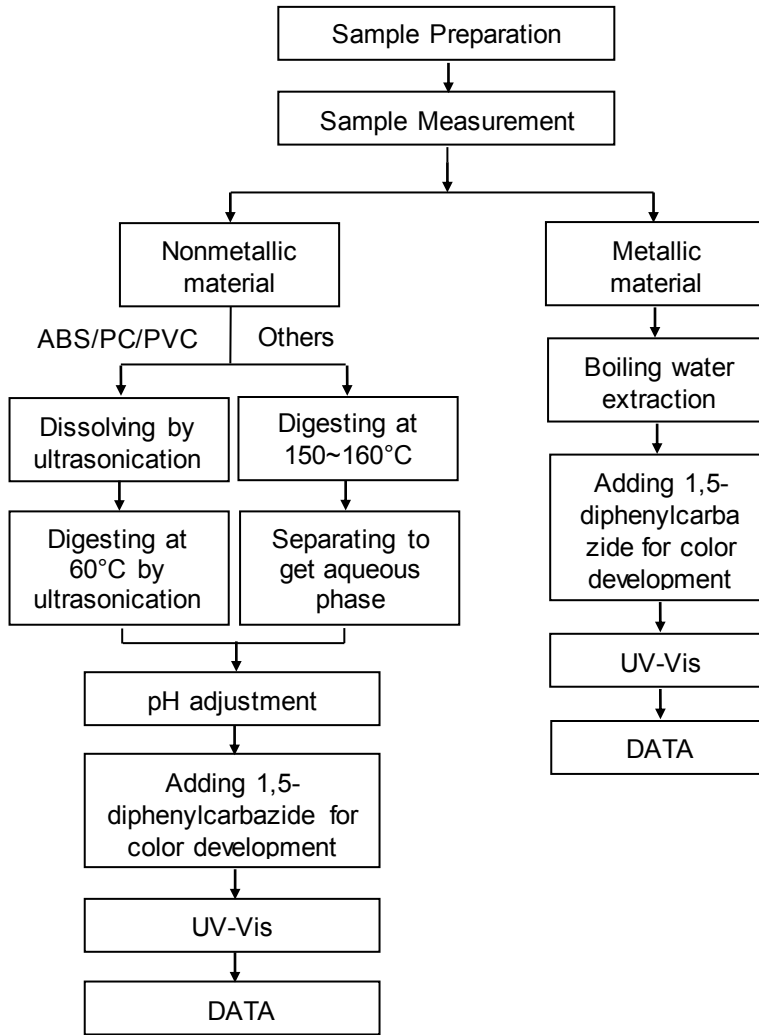 Sample Preparation
Sample Measurement
Nonmetallic
material
Metallic
material
ABS/PC/PVC
Others
Boiling water
extraction
Dissolving by
ultrasonication
Digesting at
150~160°C
Adding 1,5-
diphenylcarba
zide for color
development
Digesting at
60°C by
ultrasonication
Separating to
get aqueous
phase
UV-Vis
pH adjustment
DATA
Adding 1,5-
diphenylcarbazide for
color development
UV-Vis
DATA